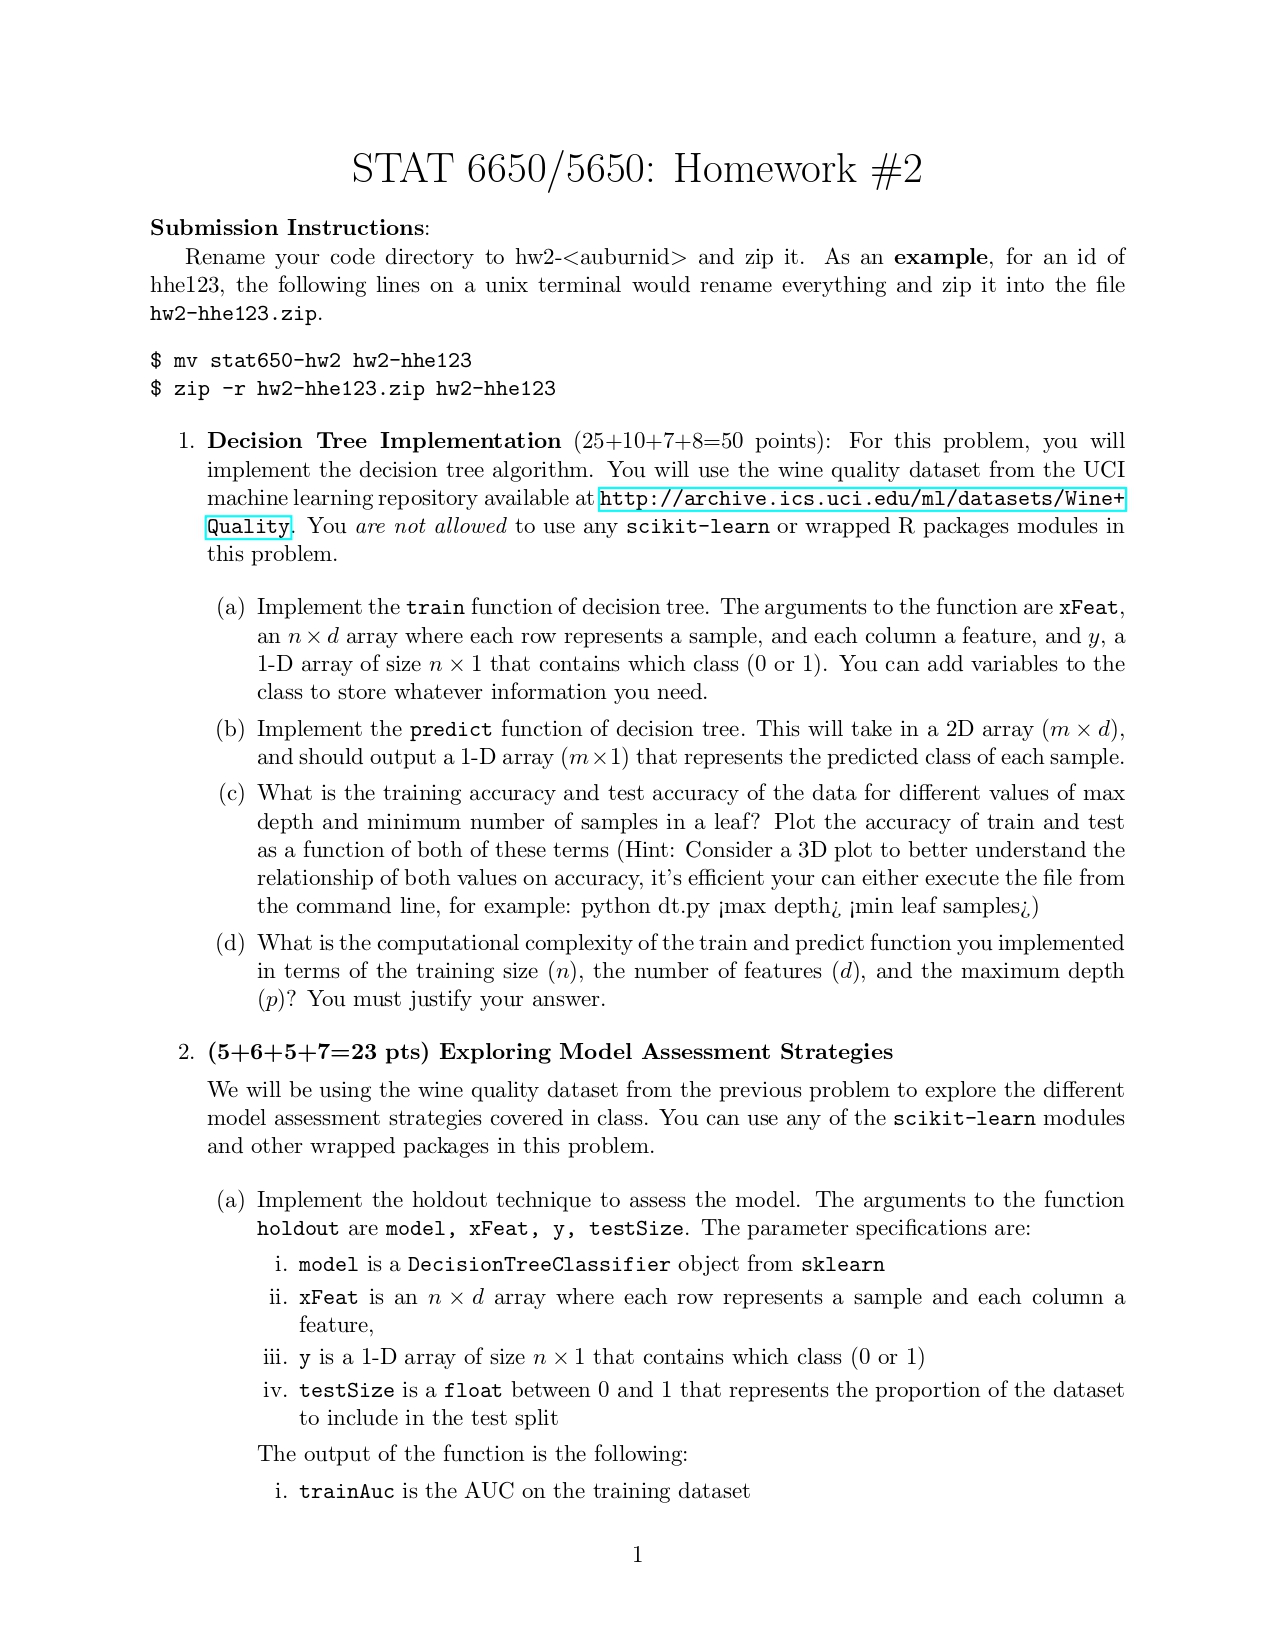 STAT 6650/5650: Homework #2
Submission Instructions:
Rename your code directory to hw2-<auburnid> and zip it. As an example, for an id of
hhe123, the following lines on a unix terminal would rename everything and zip it into the file
hw2-hhe123.zip.
$ mv stat650-hw2 hw2-hhe123
$ zip -r hw2-hhe123.zip hw2-hhe123
1. Decision Tree Implementation (25+10+7+8=50 points): For this problem, you will
implement the decision tree algorithm. You will use the wine quality dataset from the UCI
machine learning repository available at http://archive.ics.uci.edu/ml/datasets/Wine+
Quality. You are not allowed to use any scikit-learn or wrapped R packages modules in
this problem.
(a) Implement the train function of decision tree. The arguments to the function are xFeat,
an n × d array where each row represents a sample, and each column a feature, and y, a
1-D array of size n × 1 that contains which class (0 or 1). You can add variables to the
class to store whatever information you need.
(b) Implement the predict function of decision tree. This will take in a 2D array (m × d),
and should output a 1-D array (m×1) that represents the predicted class of each sample.
(c) What is the training accuracy and test accuracy of the data for different values of max
depth and minimum number of samples in a leaf? Plot the accuracy of train and test
as a function of both of these terms (Hint: Consider a 3D plot to better understand the
relationship of both values on accuracy, it's efficient your can either execute the file from
the command line, for example: python dt.py ¡max depth¿ ¡min leaf samples¿)
(d) What is the computational complexity of the train and predict function you implemented
in terms of the training size (n), the number of features (d), and the maximum depth
(p)? You must justify your answer.
2. (5+6+5+7=23 pts) Exploring Model Assessment Strategies
We will be using the wine quality dataset from the previous problem to explore the different
model assessment strategies covered in class. You can use any of the scikit-learn modules
and other wrapped packages in this problem.
(a) Implement the holdout technique to assess the model. The arguments to the function
holdout are model, xFeat, y, testSize. The parameter specifications are:
i. model is a DecisionTreeClassifier object from sklearn
ii. xFeat is an n × d array where each row represents a sample and each column a
feature,
iii. y is a 1-D array of size n × 1 that contains which class (0 or 1)
iv. testSize is a float between 0 and 1 that represents the proportion of the dataset
to include in the test split
The output of the function is the following:
i. trainAuc is the AUC on the training dataset
1